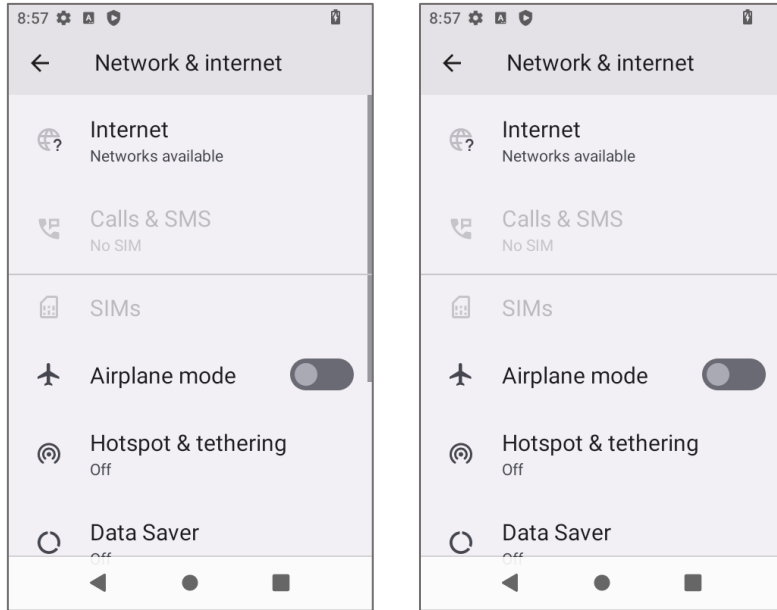 8:57
Network & internet
Internet
Networks available
Calls & SMS
No SIM
SIMs
Airplane mode
Hotspot & tethering
Off
Data Saver
Off
8:57
Network & internet
Internet
Networks available
Calls & SMS
No SIM
SIMs
Airplane mode
Hotspot & tethering
Off
Data Saver
Off